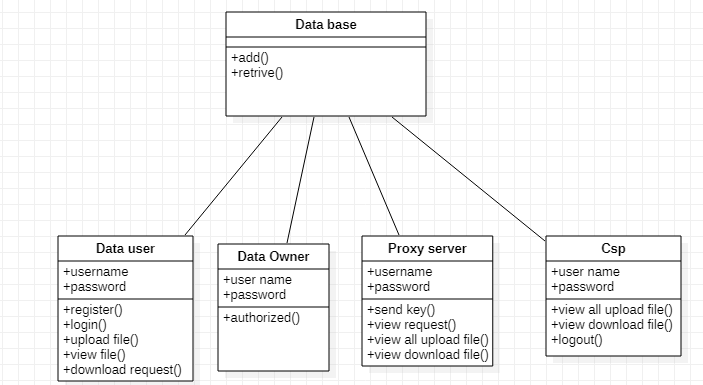 Data base
+add()
+retrive()
Data user
+username
+password
+register()
+login()
+upload file()
+view file()
+download request()
Data Owner
+user name
+password
+authorized()
Proxy server
+username
+password
+send key()
+view request()
+view all upload file()
+view download file()
Csp
+user name
+password
+view all upload file()
+view download file()
+logout()